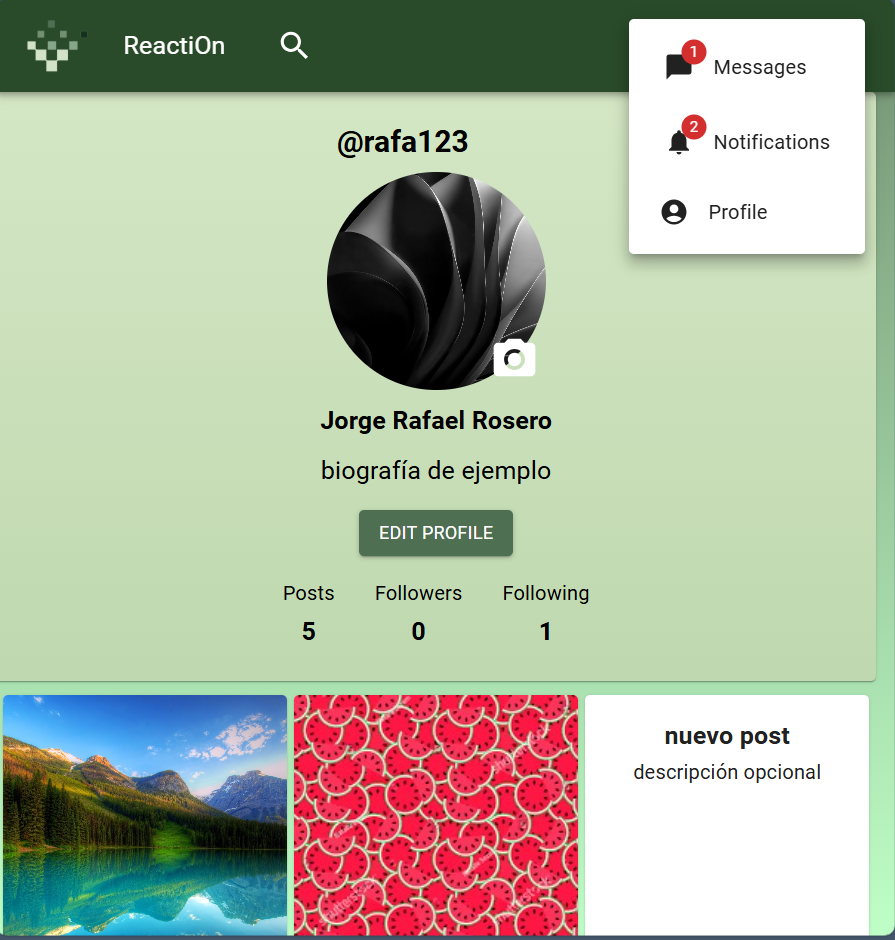 ReactiOn
1
Messages
2
Notifications
Profile
@rafa123
Jorge Rafael Rosero
biografía de ejemplo
EDIT PROFILE
Posts Followers Following
5 0 1
nuevo post
descripción opcional